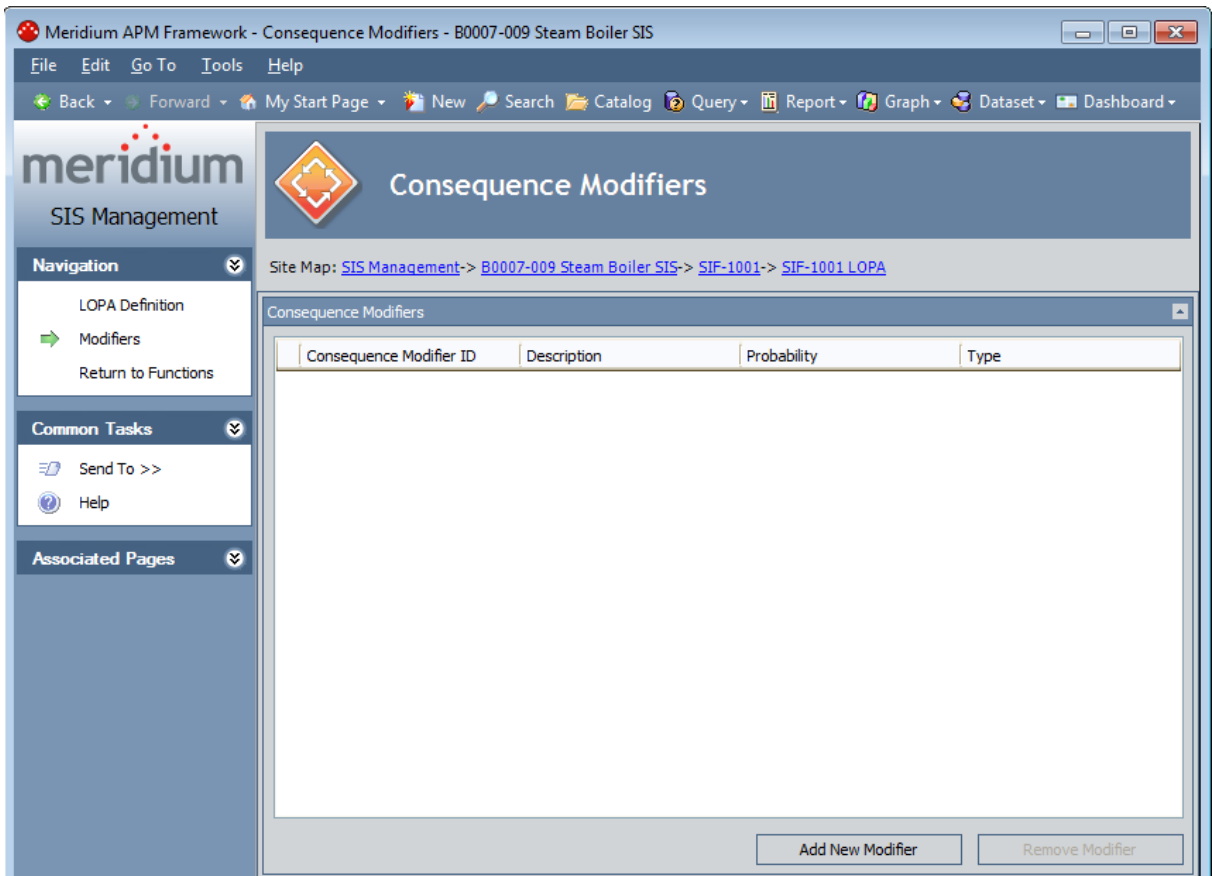 Meridium APM Framework - Consequence Modifiers - B0007-009 Steam Boiler SIS
File Edit Go To Tools Help
Back Forward My Start Page New Search Catalog Query Report Graph Dataset Dashboard
meridium
SIS Management
Consequence Modifiers
Navigation
LOPA Definition
Modifiers
Return to Functions
Common Tasks
Send To >>
Help
Associated Pages
Site Map: SIS Management-> B0007-009 Steam Boiler SIS-> SIF-1001-> SIF-1001 LOPA
Consequence Modifiers
Consequence Modifier ID Description Probability Type
Add New Modifier Remove Modifier